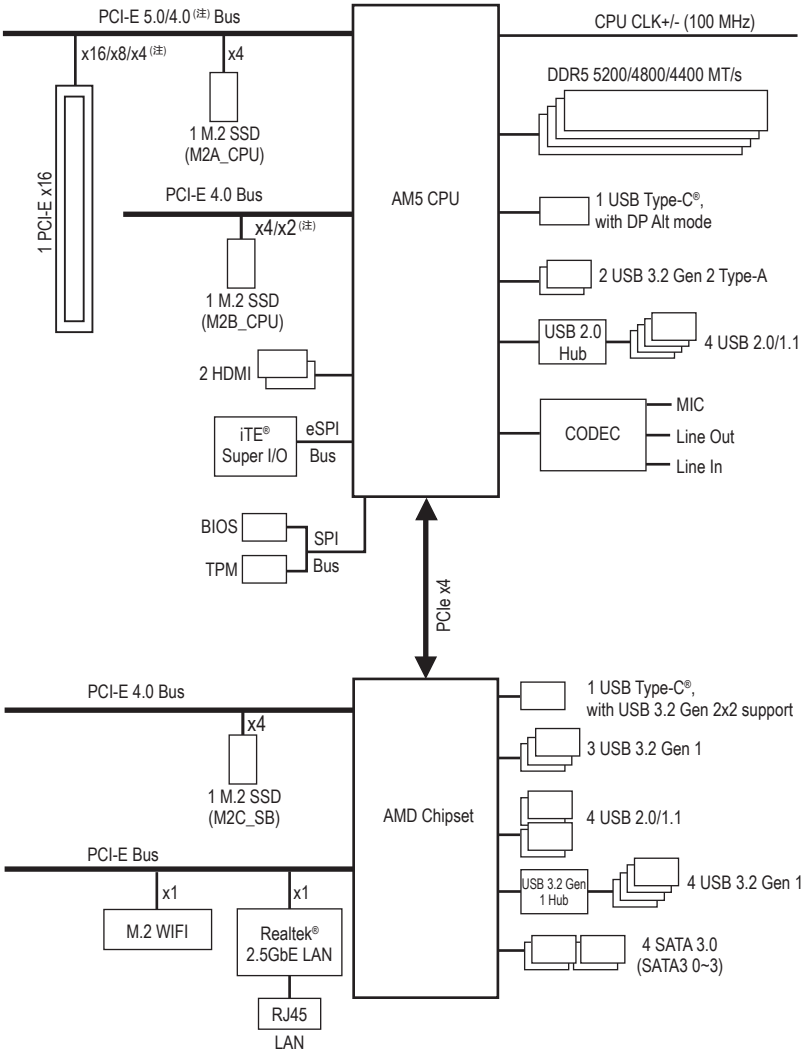 PCI-E 5.0/4.0 (注) Bus
x16/x8/x4 (注)
x4
1 M.2 SSD
(M2A_CPU)
1 PCI-E x16
PCI-E 4.0 Bus
x4/x2 (注)
1 M.2 SSD
(M2B_CPU)
2 HDMI
iTE®
Super I/O
eSPI
Bus
BIOS
TPM
SPI
Bus
AM5 CPU
CPU CLK+/- (100 MHz)
DDR5 5200/4800/4400 MT/s
1 USB Type-C®,
with DP Alt mode
2 USB 3.2 Gen 2 Type-A
USB 2.0
Hub
4 USB 2.0/1.1
CODEC
MIC
Line Out
Line In
PCIe x4
PCI-E 4.0 Bus
x4
1 M.2 SSD
(M2C_SB)
PCI-E Bus
x1
M.2 WIFI
x1
Realtek®
2.5GbE LAN
RJ45
LAN
AMD Chipset
1 USB Type-C®,
with USB 3.2 Gen 2x2 support
3 USB 3.2 Gen 1
4 USB 2.0/1.1
USB 3.2 Gen
1 Hub
4 USB 3.2 Gen 1
4 SATA 3.0
(SATA3 0~3)